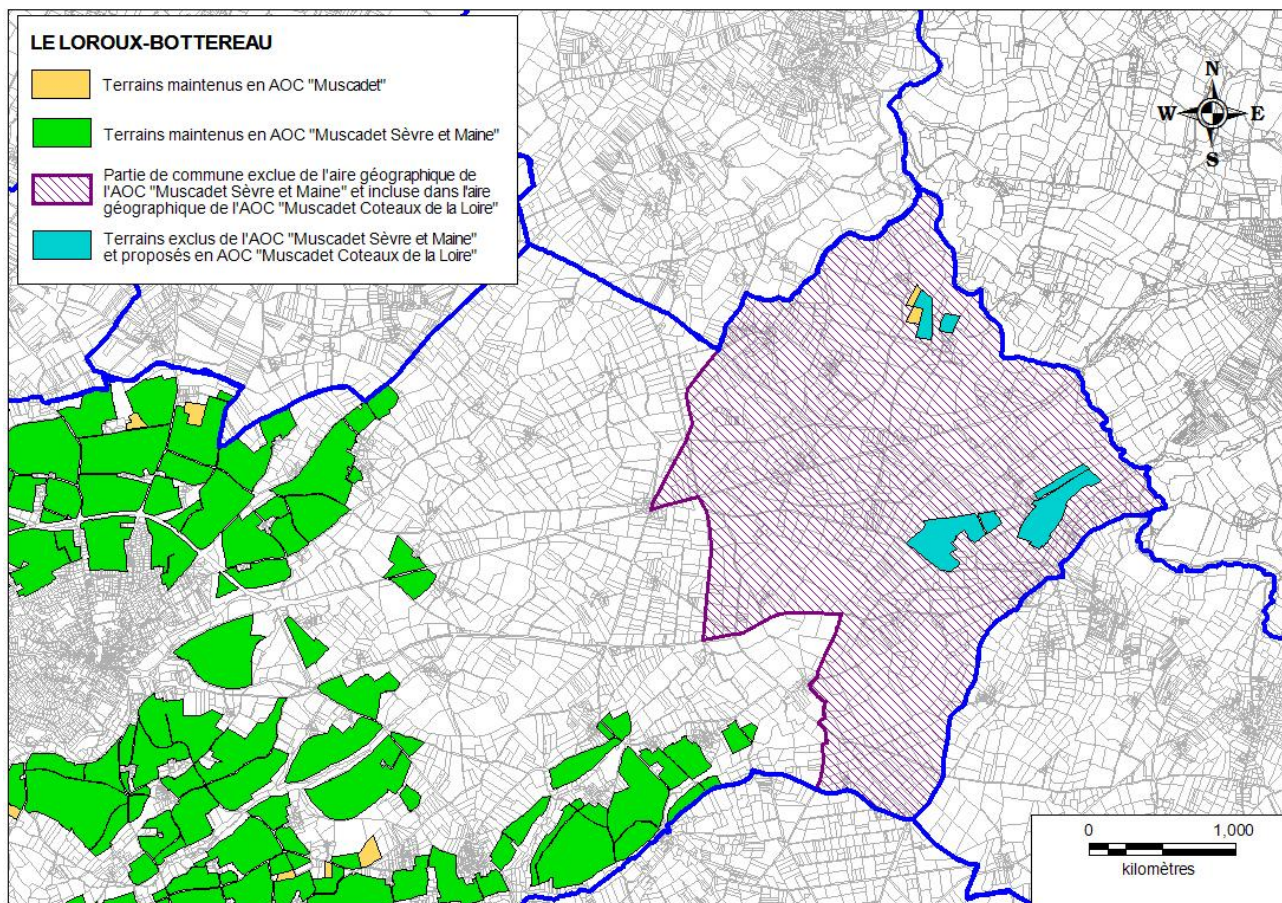 LE LOROUX-BOTTEREAU
Terrains maintenus en AOC "Muscadet"
Terrains maintenus en AOC "Muscadet Sèvre et Maine"
Partie de commune exclue de l'aire géographique de
l'AOC "Muscadet Sèvre et Maine" et incluse dans l'aire
géographique de l'AOC "Muscadet Coteaux de la Loire"
Terrains exclus de l'AOC "Muscadet Sèvre et Maine"
et proposés en AOC "Muscadet Coteaux de la Loire"
N
W E
S
0 1,000
kilomètres